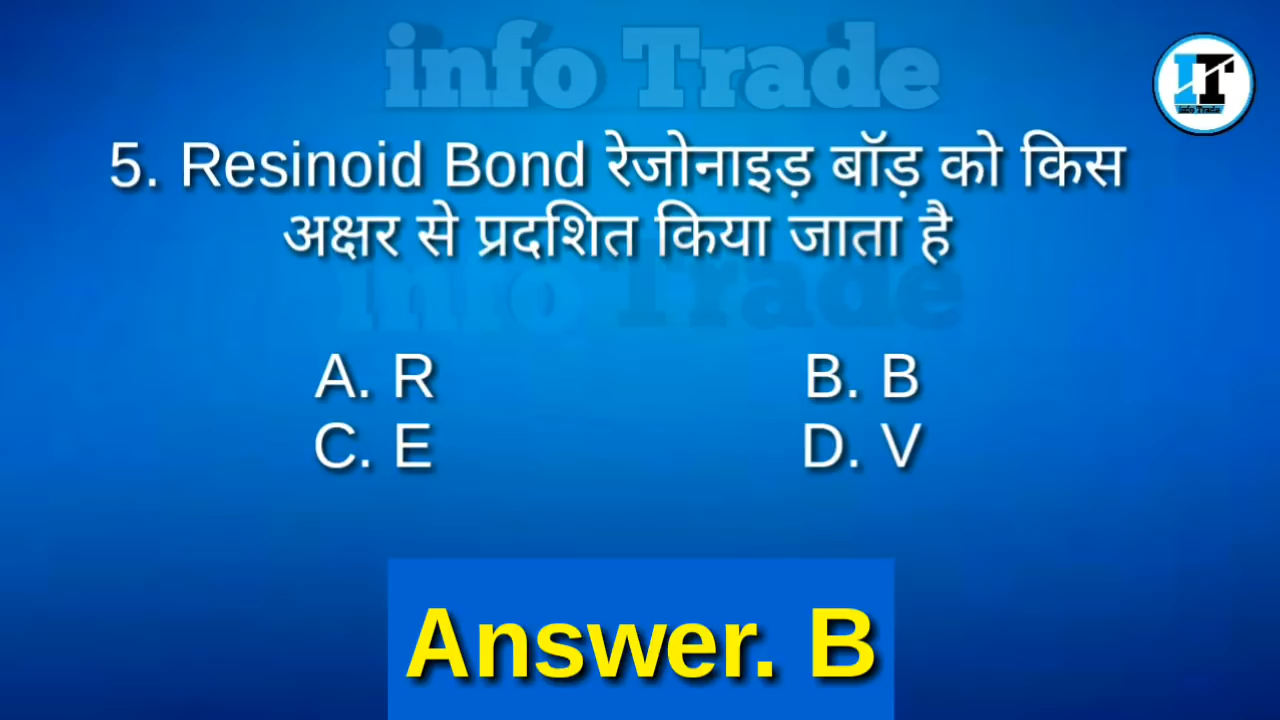 info Trade
5. Resinoid Bond रेजोनाइड़ बॉड़ को किस
अक्षर से प्रदशित किया जाता है
info Trade
A. R
B. B
C. E
D. V
Answer. B